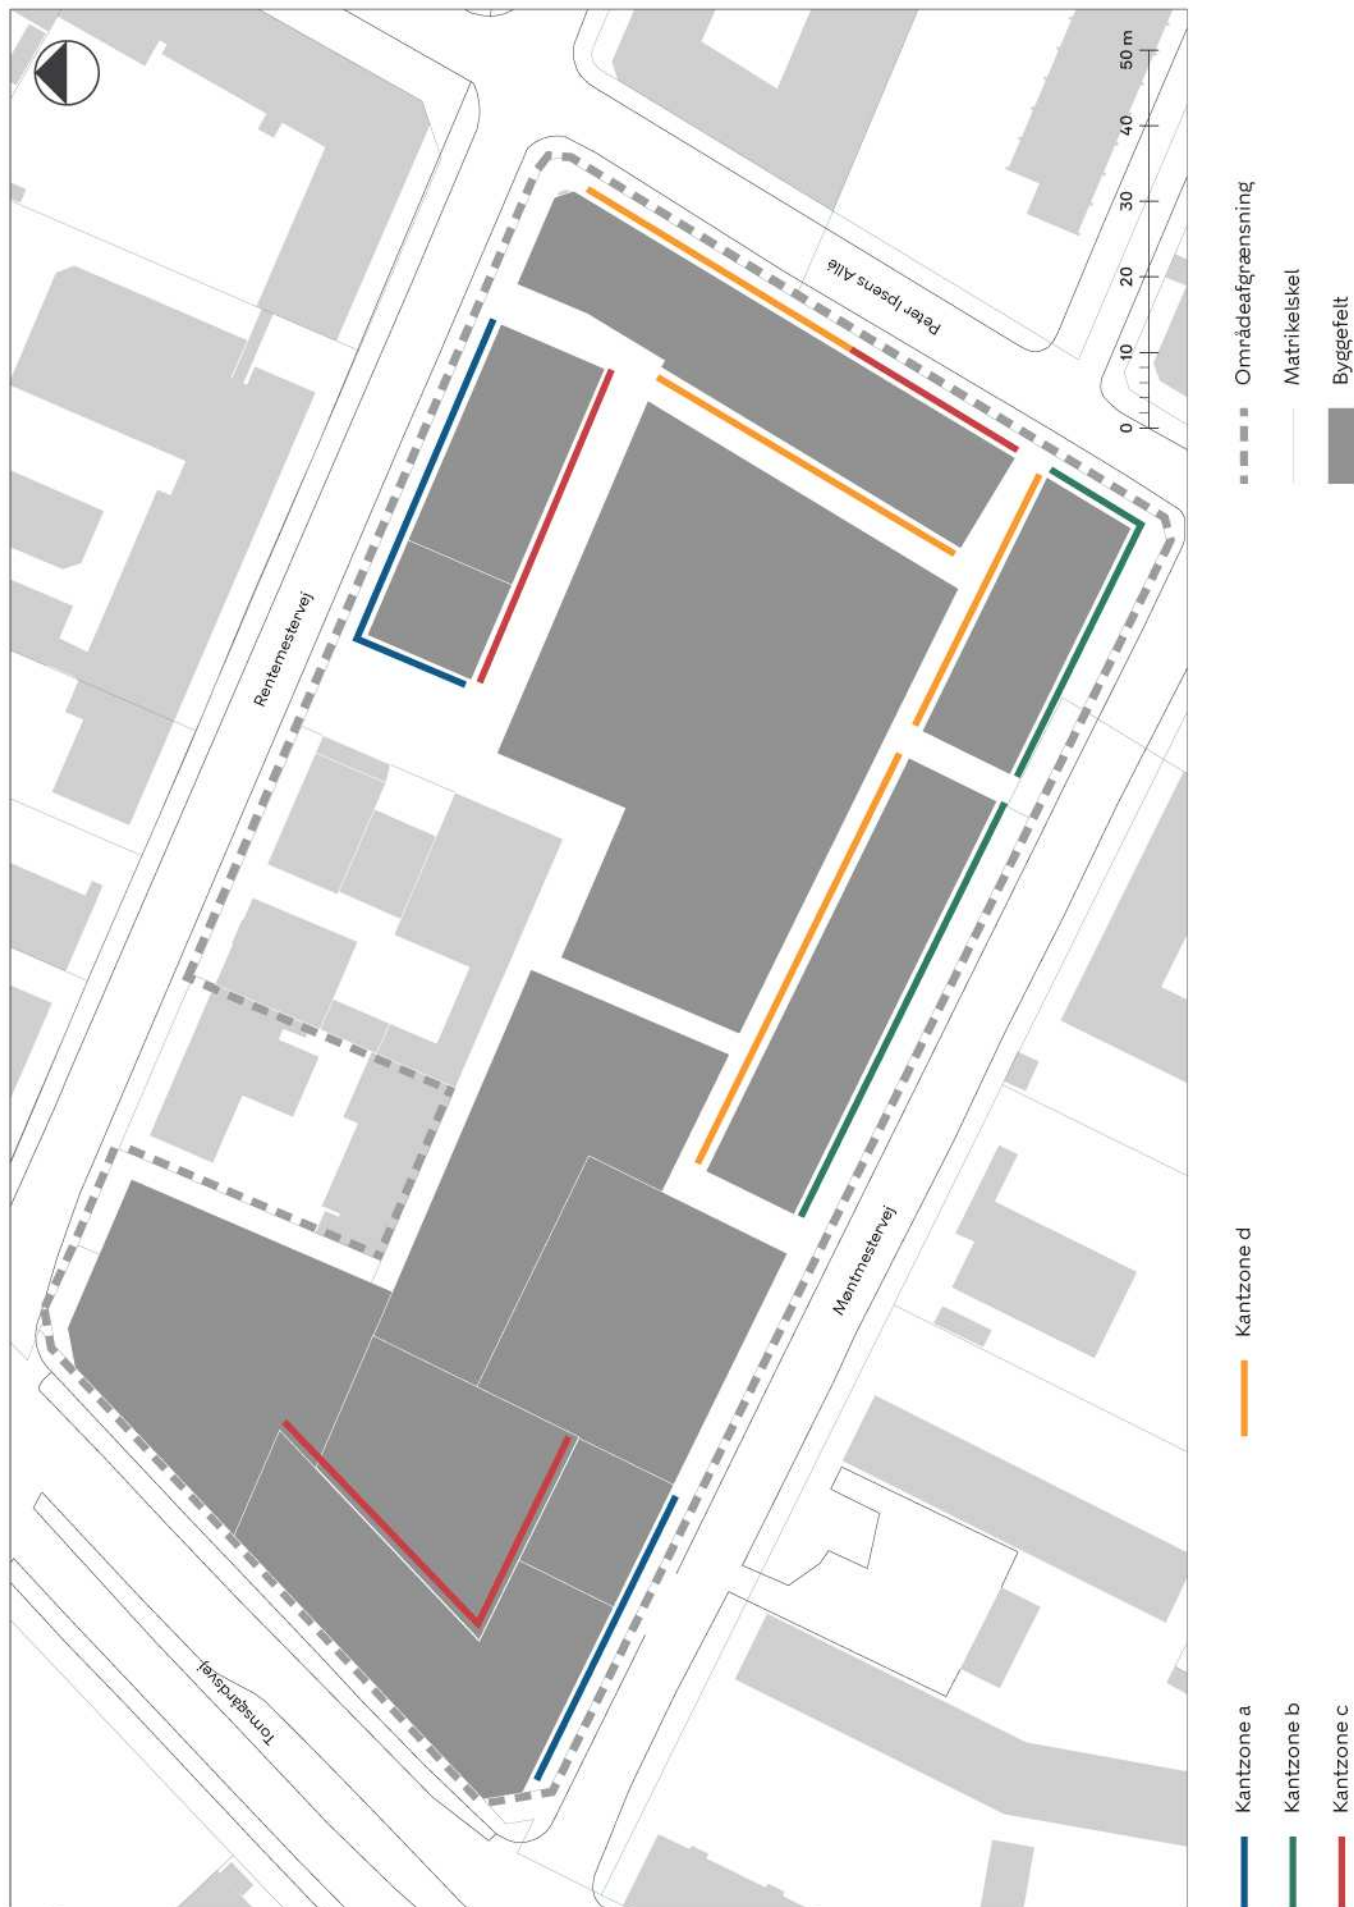 Rentemestervej
Peter Ipsens Allé
Møntmestervej
Tomsgårdsvej
0 10 20 30 40 50 m
Kantzone a
Kantzone b
Kantzone c
Kantzone d
Områdeafgrænsning
Matrikelskel
Byggefelt